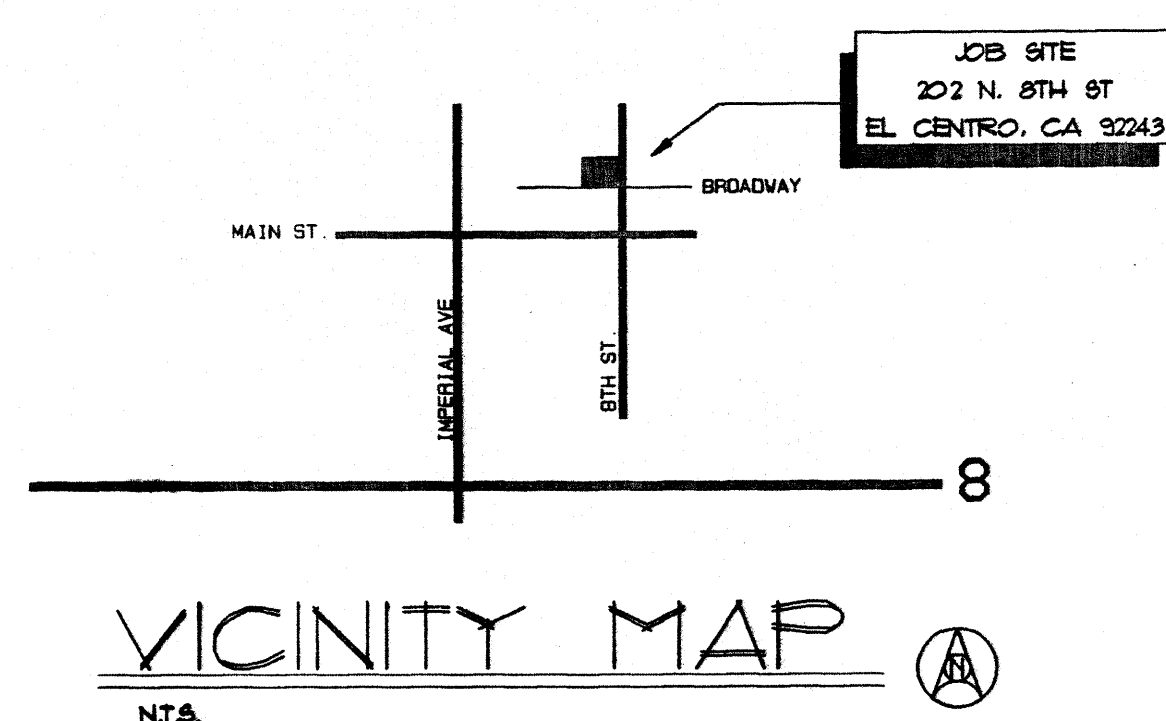 JOB SITE
202 N. 8TH ST
EL CENTRO, CA 92243
BROADWAY
MAIN ST.
IMPERIAL AVE
8TH ST.
8
VICINITY MAP
N
N.T.S.